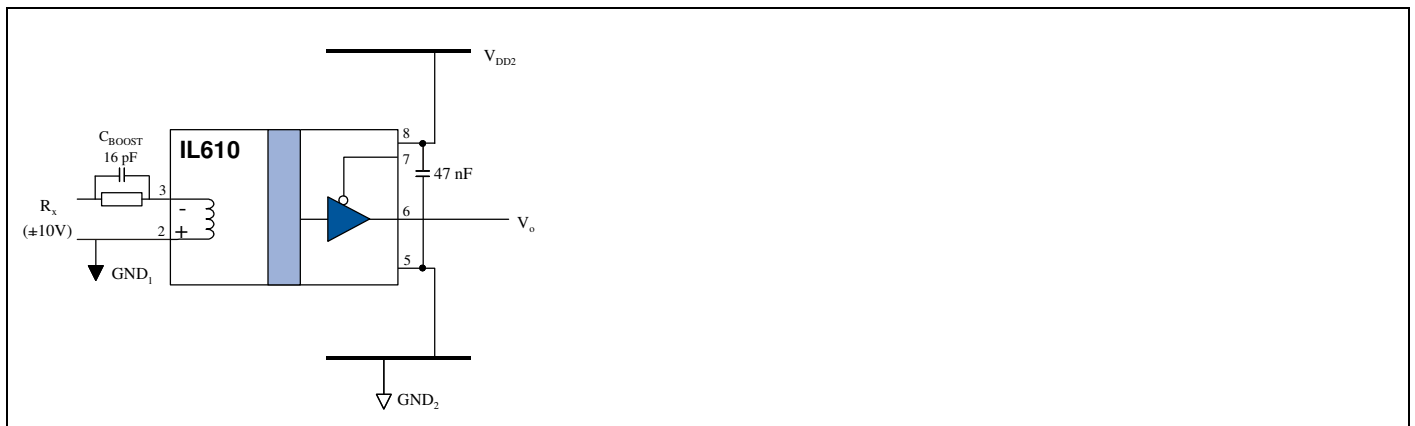 V_DD2
C_BOOST
16 pF
IL610
8
7
47 nF
3
-
R_x
(±10V)
6
V_o
2
+
5
GND_1
GND_2